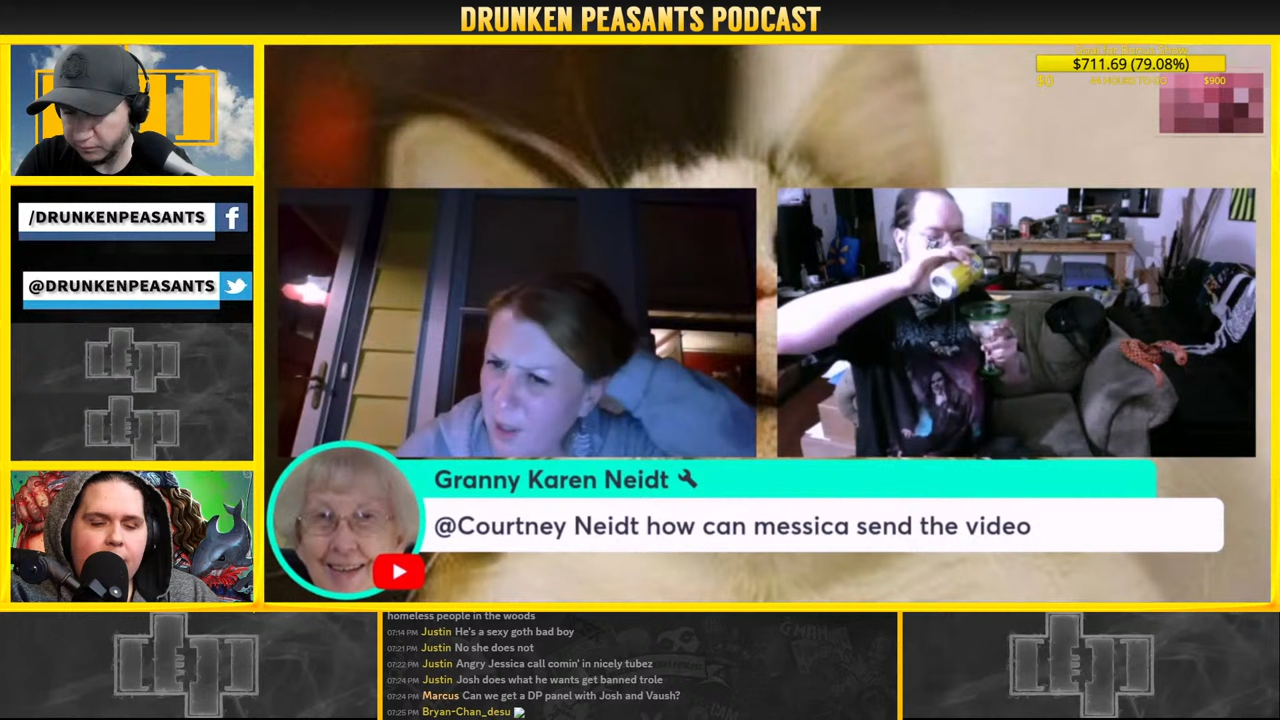 DRUNKEN PEASANTS PODCAST
$711.69 (79.08%)
$900
/DRUNKENPEASANTS f
@DRUNKENPEASANTS
Granny Karen Neidt
@Courtney Neidt how can messica send the video
homeless people in the woods
07:14 PM Justin He's a sexy goth bad boy
07:21 PM Justin No she does not
07:22 PM Justin Angry Jessica call comin' in nicely tubez
07:24 PM Justin Josh does what he wants get banned trole
07:24 PM Marcus Can we get a DP panel with Josh and Vaush?
07:25 PM Bryan-Chan_desu